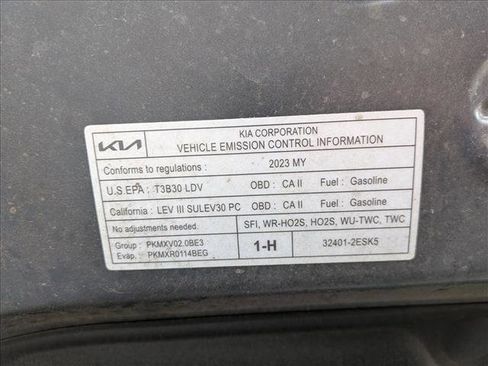 KIA
KIA CORPORATION
VEHICLE EMISSION CONTROL INFORMATION
Conforms to regulations : 2023 MY
U.S.EPA : T3B30 LDV OBD : CA II Fuel : Gasoline
California : LEV III SULEV30 PC OBD : CA II Fuel : Gasoline
No adjustments needed. SFI, WR-HO2S, HO2S, WU-TWC, TWC
Group : PKMXV02.0BE3
Evap. : PKMXR0114BEG
1-H
32401-2ESK5